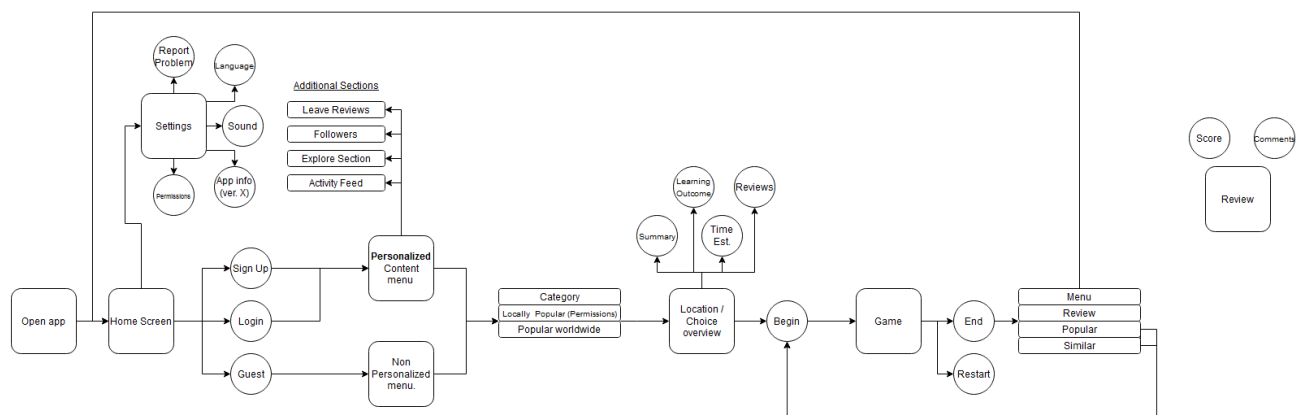 Report
Problem
Language
Settings
Sound
Permissions
App info
(ver. X)
Additional Sections
Leave Reviews
Followers
Explore Section
Activity Feed
Open app
Home Screen
Sign Up
Login
Guest
Personalized
Content
menu
Non
Personalized
menu.
Category
Locally Popular (Permissions)
Popular worldwide
Summary
Learning
Outcome
Time
Est.
Reviews
Location /
Choice
overview
Begin
Game
End
Restart
Menu
Review
Popular
Similar
Score
Comments
Review